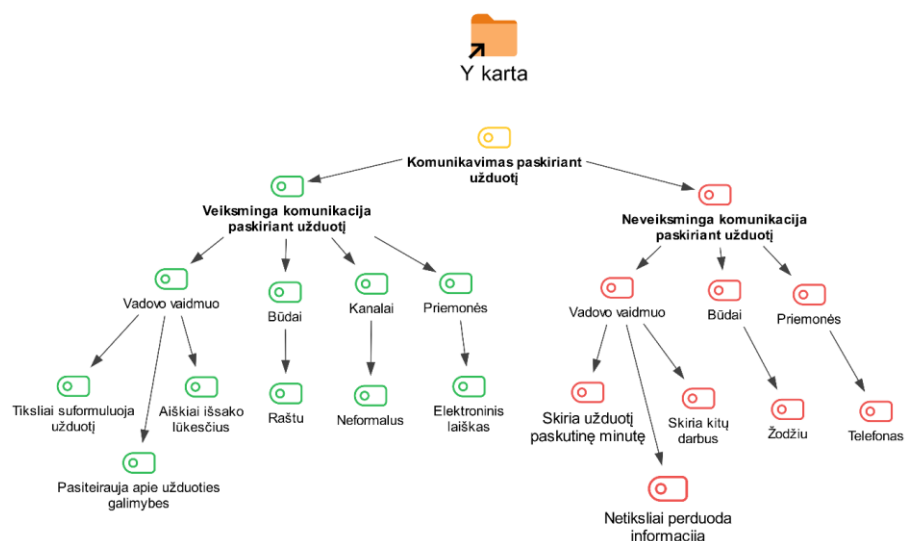 Y karta
Komunikavimas paskiriant
užduotį
Veiksminga komunikacija
paskiriant užduotį
Neveiksminga komunikacija
paskiriant užduotį
Vadovo vaidmuo
Būdai
Kanalai
Priemonės
Vadovo vaidmuo
Būdai
Priemonės
Tiksliai suformuluoja
užduotį
Aiškiai išsako
lūkesčius
Raštu
Neformalus
Elektroninis
laiškas
Skiria užduotį
paskutinę minutę
Skiria kitų
darbus
Žodžiu
Telefonas
Pasiteirauja apie užduoties
galimybes
Netiksliai perduoda
informacija